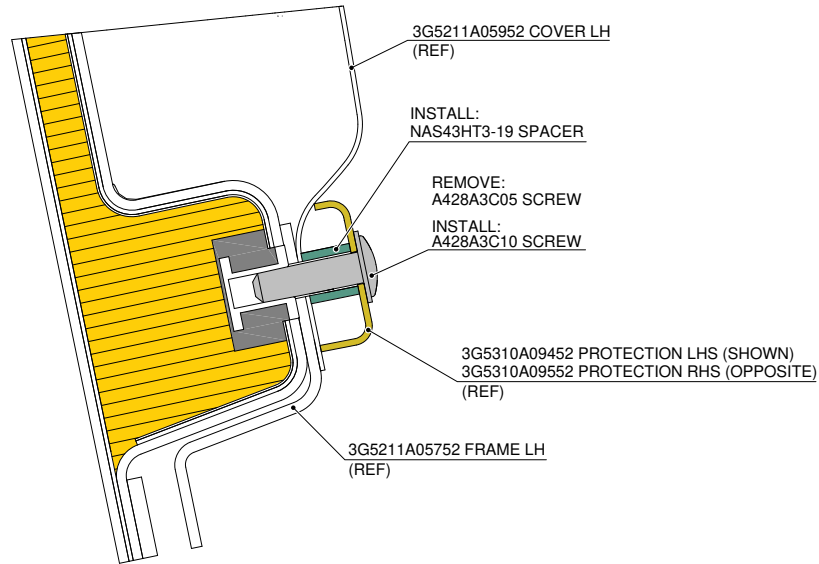 3G5211A05952 COVER LH
(REF)
INSTALL:
NAS43HT3-19 SPACER
REMOVE:
A428A3C05 SCREW
INSTALL:
A428A3C10 SCREW
3G5310A09452 PROTECTION LHS (SHOWN)
3G5310A09552 PROTECTION RHS (OPPOSITE)
(REF)
3G5211A05752 FRAME LH
(REF)